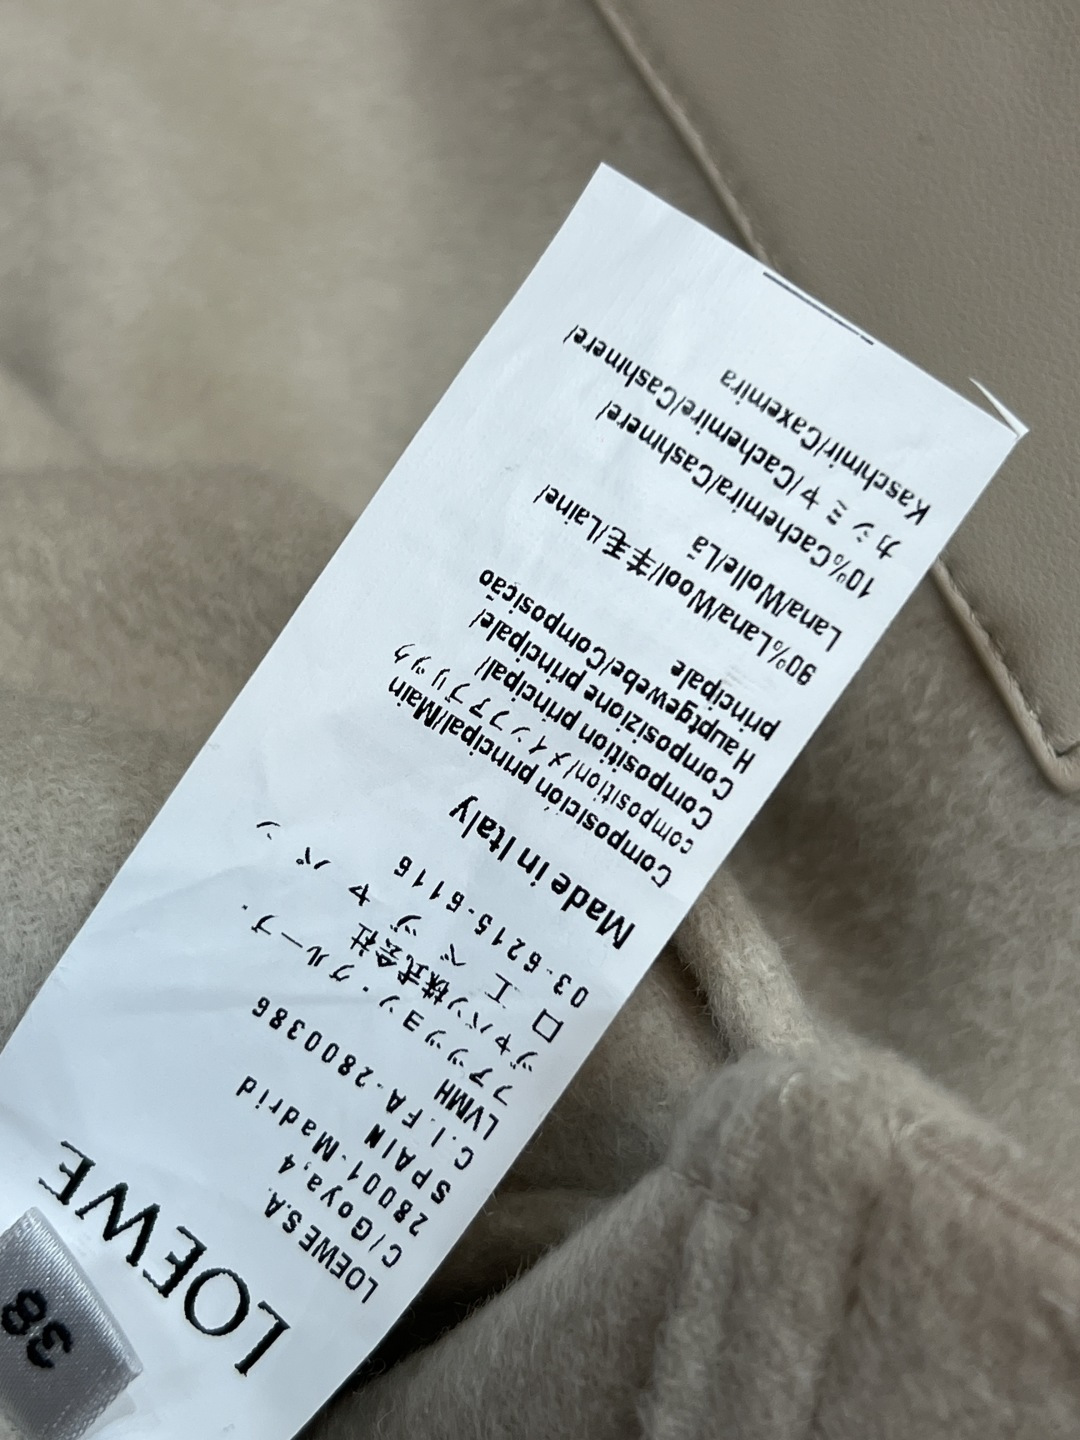 38
LOEWE
LOEWE S.A.
C/Goya,4
28001-Madrid
SPAIN
C.I.FA-2800386
LVMH
ファッション・グループ・
ジャパン株式会社
ロエベジャパン
03-6215-6116
Made in Italy
Composición principal/Main
composition/メインファブリック
Composition principal/
Composizione principale/
Hauptgewebe/Composição
principale
90%Lana/Wool/羊毛/Laine/
Lana/Wolle/Lã
10%Cachemira/Cashmere/
カシミヤ/Cachemire/Cashmere/
Kaschmir/Caxemira